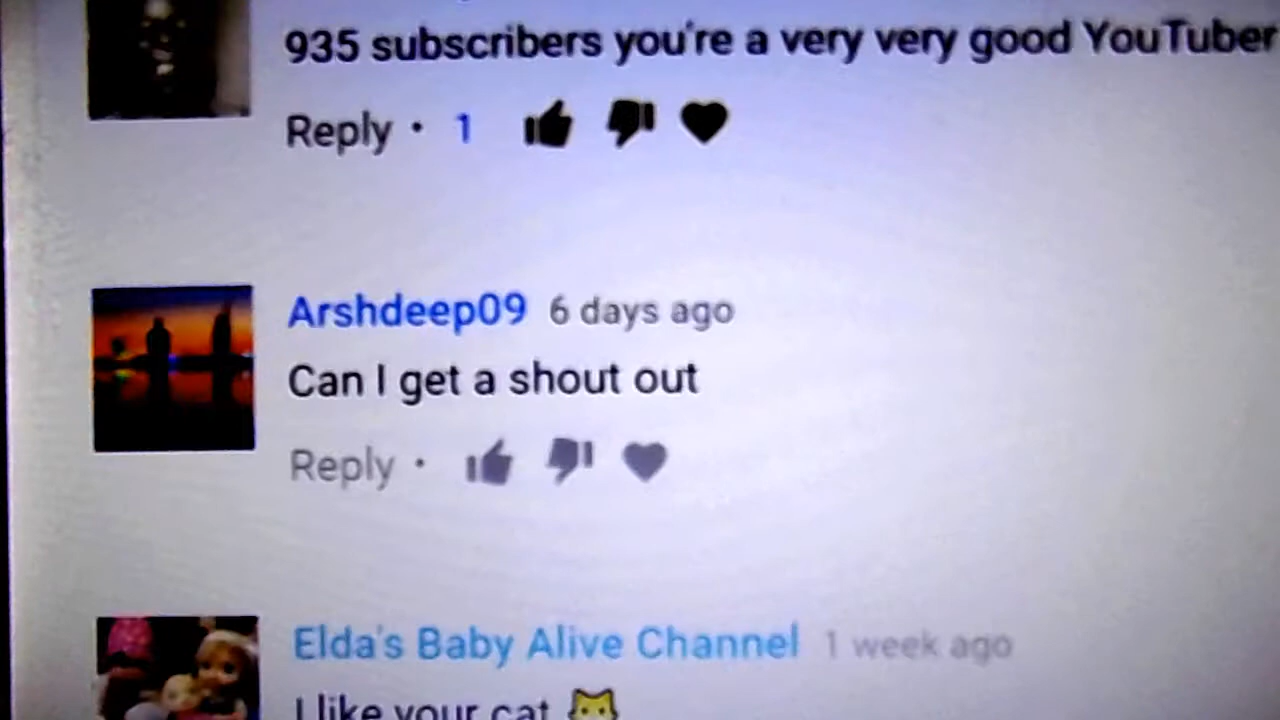 935 subscribers you're a very very good YouTuber
Reply · 1
Arshdeep09 6 days ago
Can I get a shout out
Reply ·
Elda's Baby Alive Channel 1 week ago
I like your cat 🐱